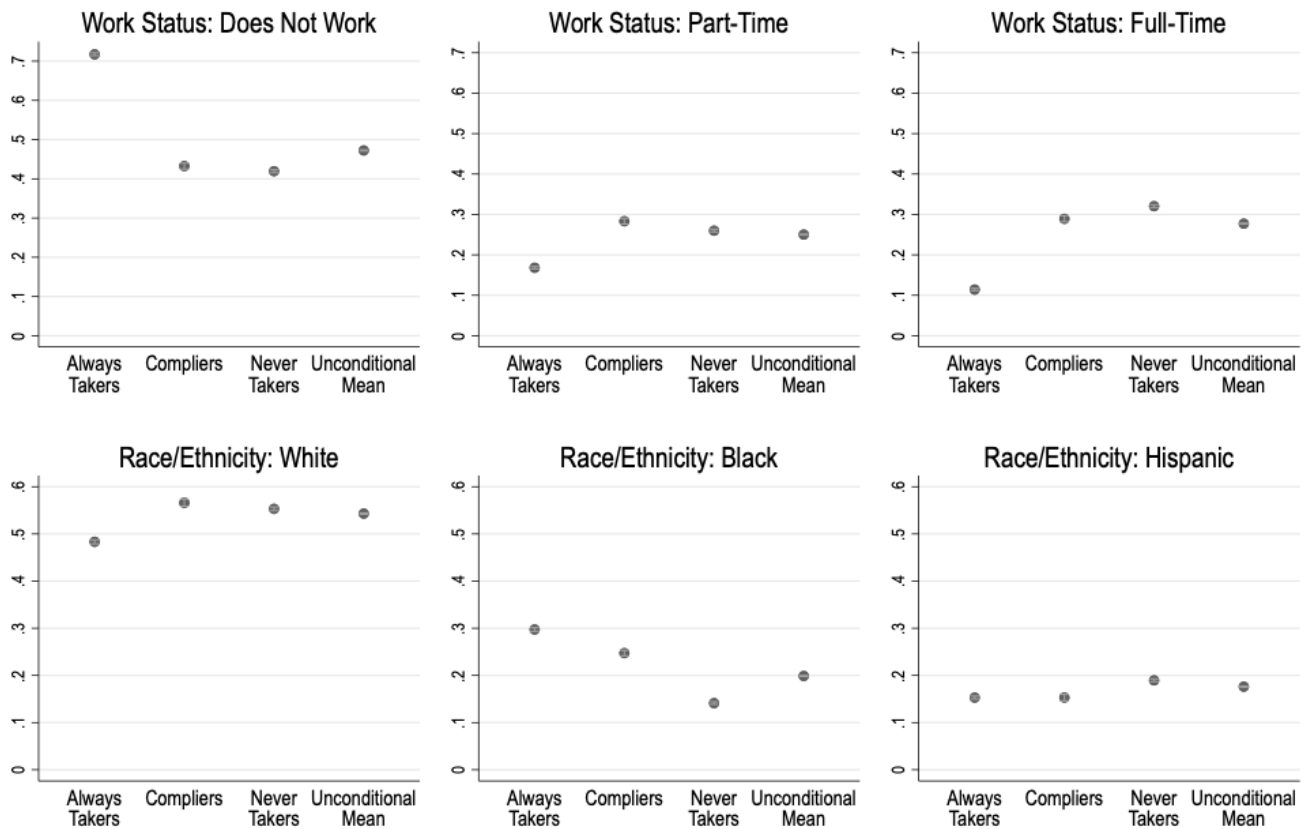 Work Status: Does Not Work
.7
.6
.5
.4
.3
.2
.1
0
Always Takers
Compliers
Never Takers
Unconditional Mean
Work Status: Part-Time
.7
.6
.5
.4
.3
.2
.1
0
Always Takers
Compliers
Never Takers
Unconditional Mean
Work Status: Full-Time
.7
.6
.5
.4
.3
.2
.1
0
Always Takers
Compliers
Never Takers
Unconditional Mean
Race/Ethnicity: White
.6
.5
.4
.3
.2
.1
0
Always Takers
Compliers
Never Takers
Unconditional Mean
Race/Ethnicity: Black
.6
.5
.4
.3
.2
.1
0
Always Takers
Compliers
Never Takers
Unconditional Mean
Race/Ethnicity: Hispanic
.6
.5
.4
.3
.2
.1
0
Always Takers
Compliers
Never Takers
Unconditional Mean